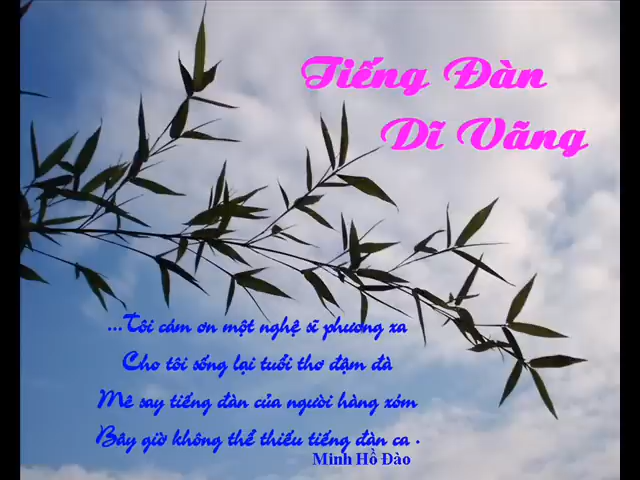 Tiếng Đàn
Dĩ Vãng
...Tôi cám ơn một nghệ sĩ phương xa
Cho tôi sống lại tuổi thơ đậm đà
Mê say tiếng đàn của người hàng xóm
Bây giờ không thể thiếu tiếng đàn ca .
Minh Hồ Đào